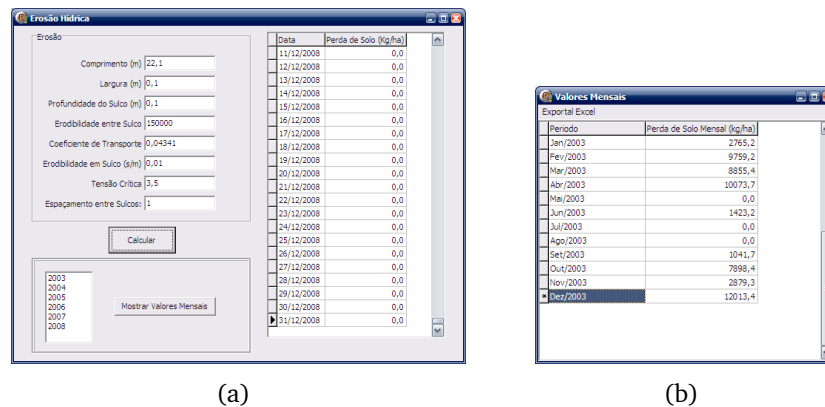 Erosão Hídrica
Erosão
Comprimento (m) 22,1
Largura (m) 0,1
Profundidade do Sulco (m) 0,1
Erodibilidade entre Sulco 150000
Coeficiente de Transporte 0,04341
Erodibilidade em Sulco (s/m) 0,01
Tensão Crítica 3,5
Espaçamento entre Sulcos: 1
Calcular
2003
2004
2005
2006
2007
2008
Mostrar Valores Mensais
Data Perda de Solo (Kg/ha)
11/12/2008 0,0
12/12/2008 0,0
13/12/2008 0,0
14/12/2008 0,0
15/12/2008 0,0
16/12/2008 0,0
17/12/2008 0,0
18/12/2008 0,0
19/12/2008 0,0
20/12/2008 0,0
21/12/2008 0,0
22/12/2008 0,0
23/12/2008 0,0
24/12/2008 0,0
25/12/2008 0,0
26/12/2008 0,0
27/12/2008 0,0
28/12/2008 0,0
29/12/2008 0,0
30/12/2008 0,0
31/12/2008 0,0
(a)
Valores Mensais
Exportal Excel
Periodo Perda de Solo Mensal (kg/ha)
Jan/2003 2765,2
Fev/2003 9759,2
Mar/2003 8855,4
Abr/2003 10073,7
Mai/2003 0,0
Jun/2003 1423,2
Jul/2003 0,0
Ago/2003 0,0
Set/2003 1041,7
Out/2003 7898,4
Nov/2003 2879,3
Dez/2003 12013,4
(b)